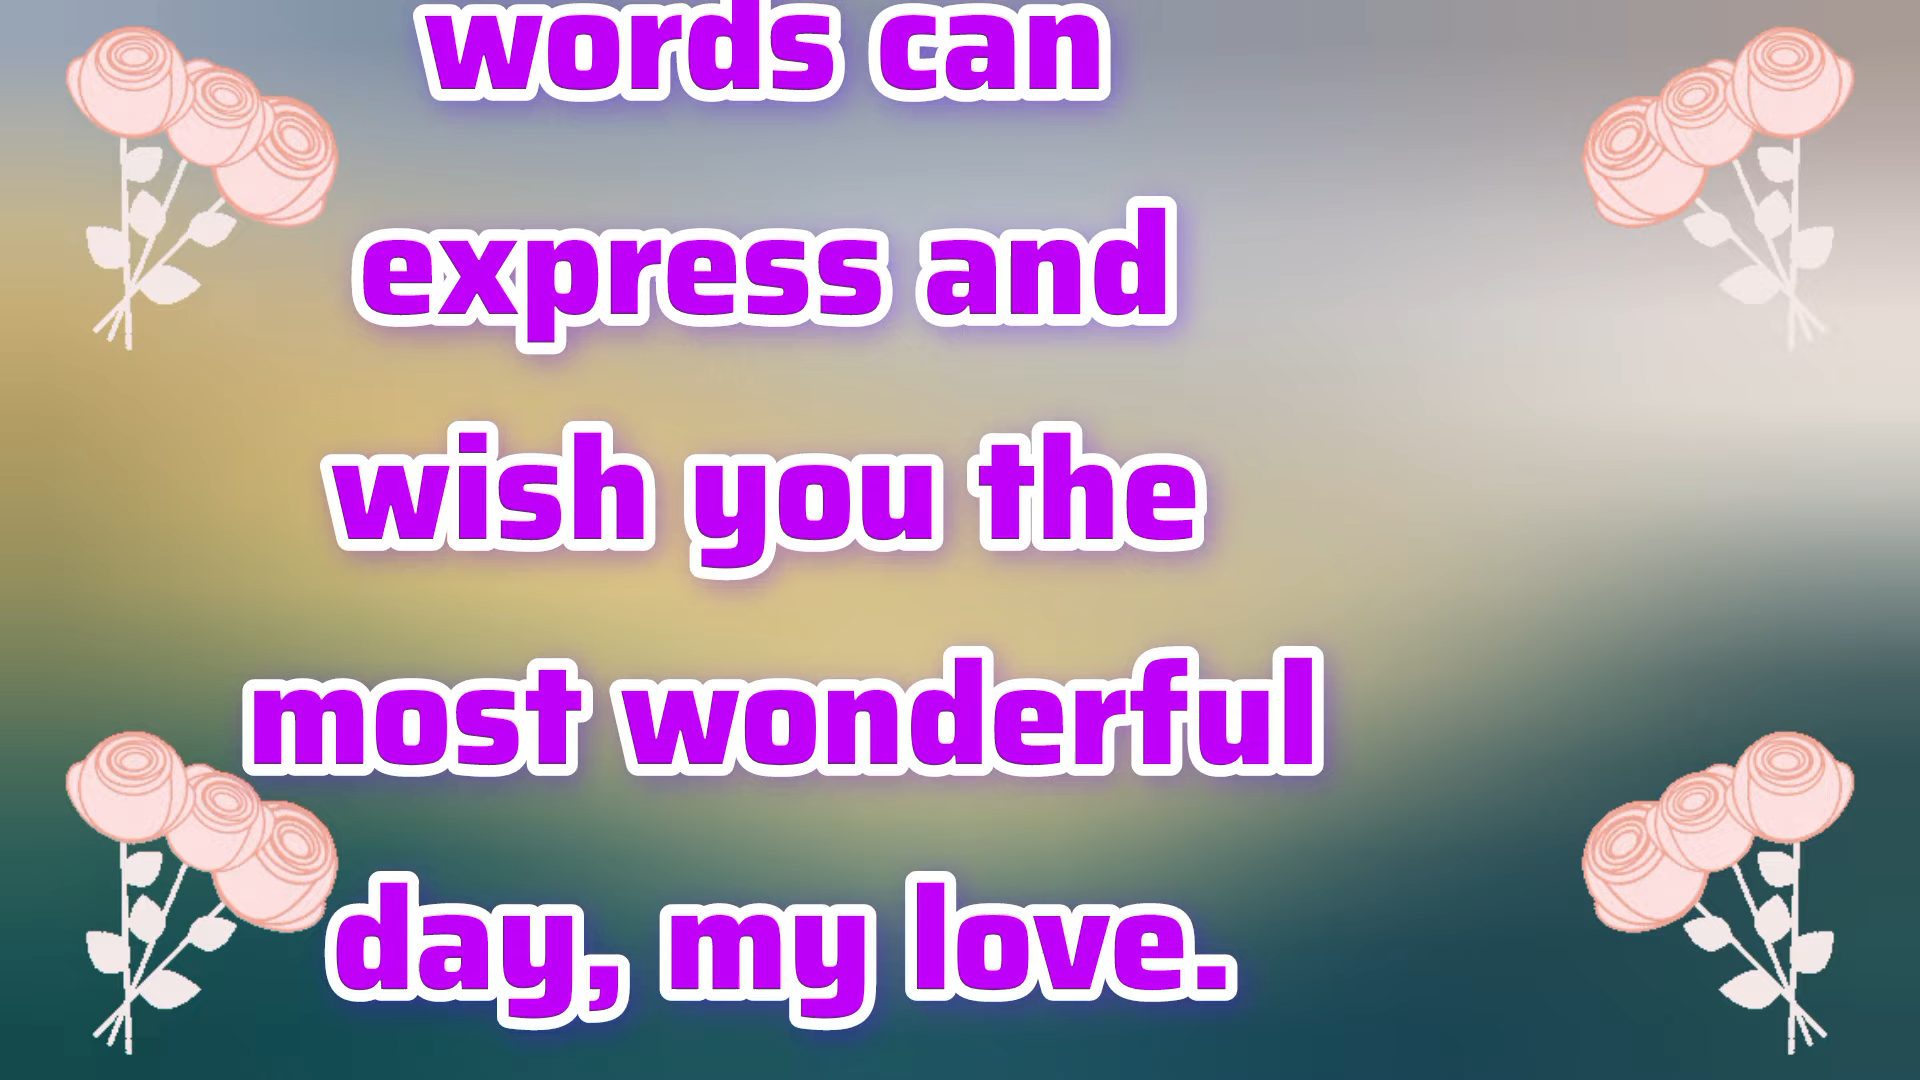 words can
express and
wish you the
most wonderful
day, my love.